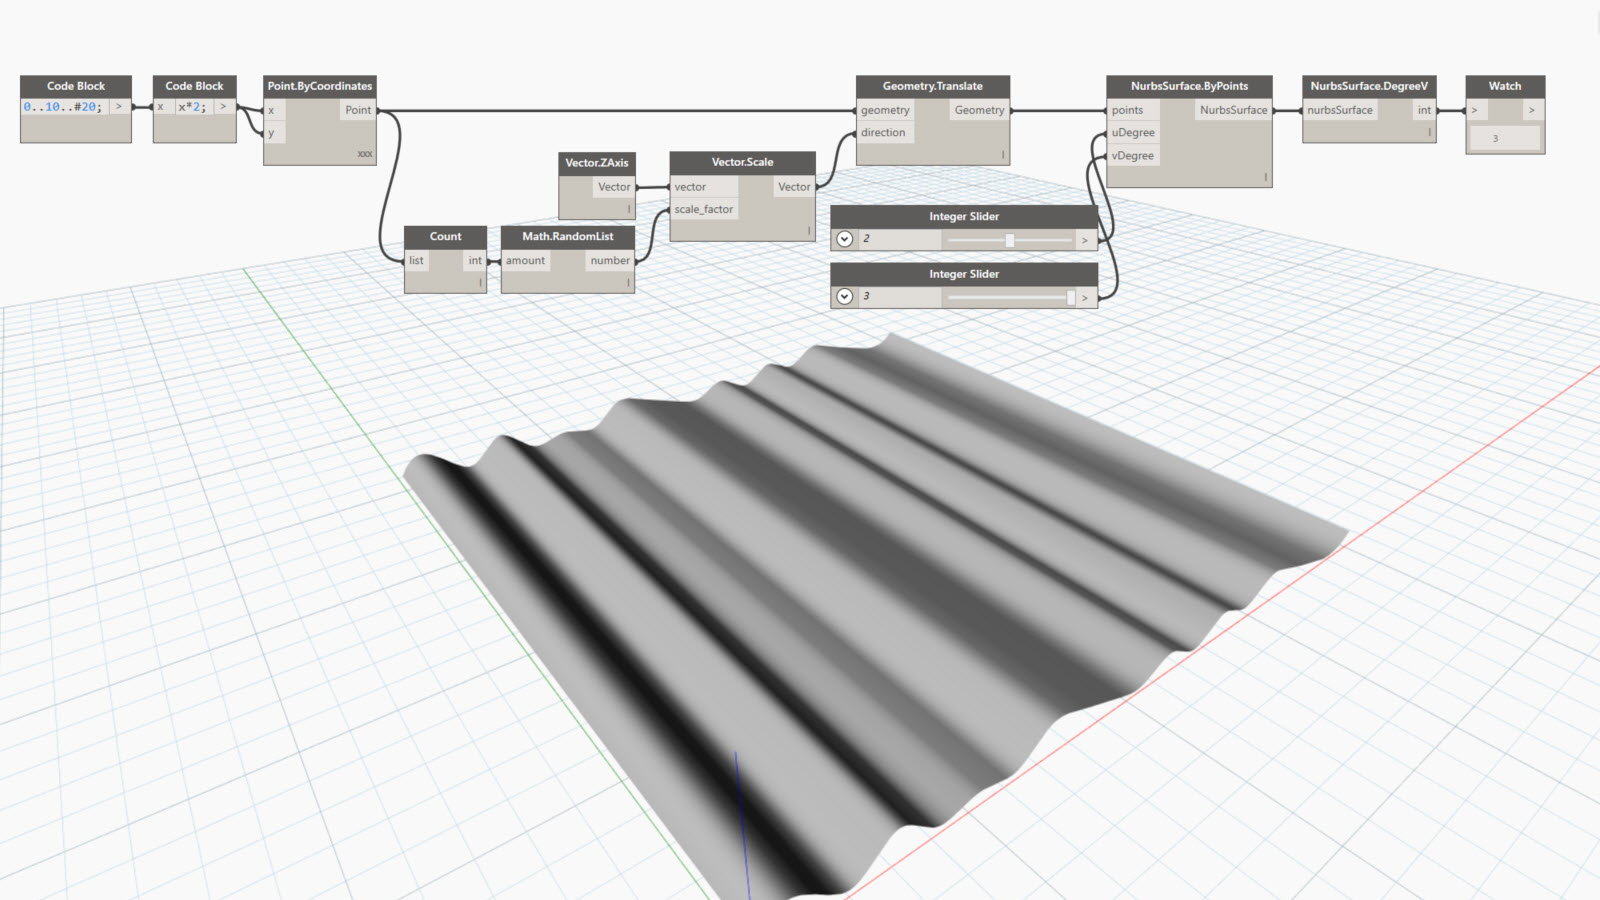 Code Block
0..10..#20; >
Code Block
x x*2; >
Point.ByCoordinates
x Point
y
xxx
Count
list int
l
Math.RandomList
amount number
l
Vector.ZAxis
Vector
l
Vector.Scale
vector Vector
scale_factor
l
Geometry.Translate
geometry Geometry
direction
l
Integer Slider
2 >
Integer Slider
3 >
NurbsSurface.ByPoints
points NurbsSurface
uDegree
vDegree
l
NurbsSurface.DegreeV
nurbsSurface int
l
Watch
> >
3